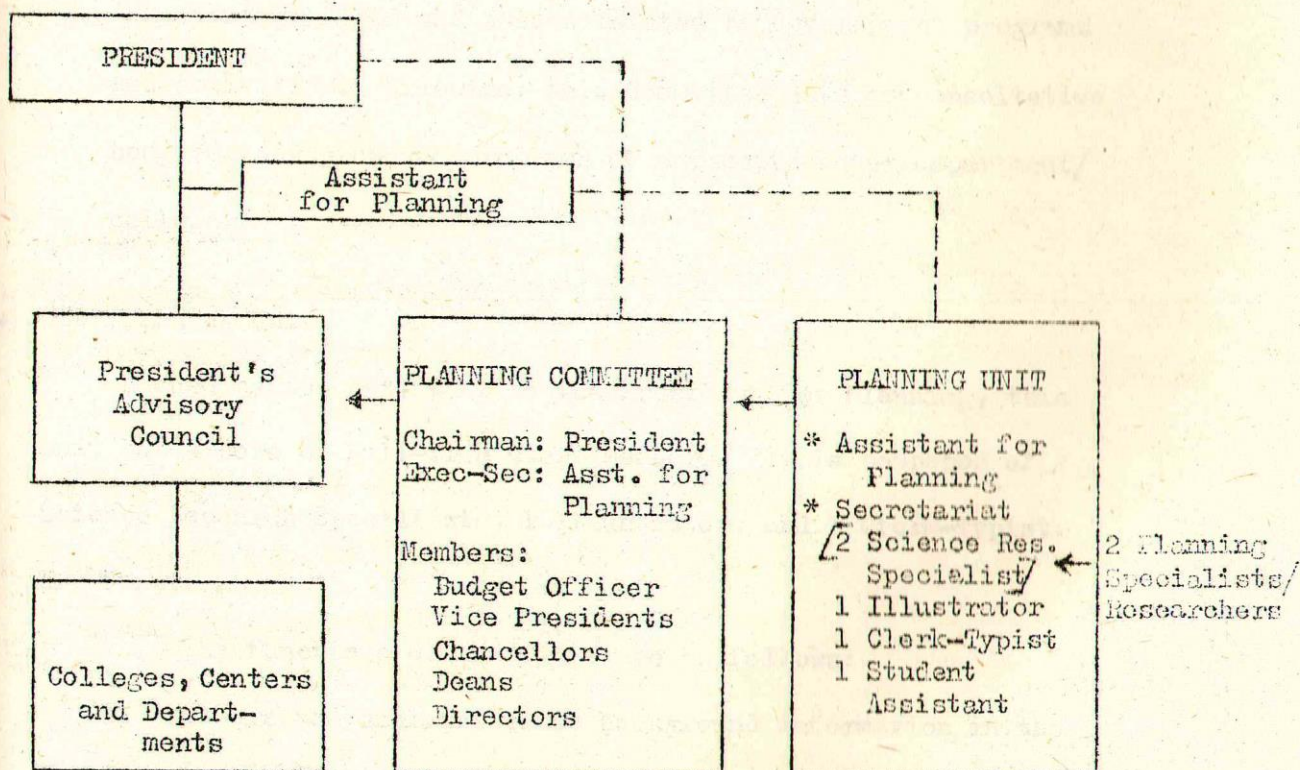 PRESIDENT
Assistant
for Planning
President's
Advisory
Council
Colleges, Centers
and Depart-
ments
PLANNING COMMITTEE
Chairman: President
Exec-Sec: Asst. for
Planning
Members:
Budget Officer
Vice Presidents
Chancellors
Deans
Directors
PLANNING UNIT
* Assistant for
Planning
* Secretariat
/2 Science Res.
Specialist/
1 Illustrator
1 Clerk-Typist
1 Student
Assistant
2 Planning
Specialists/
Researchers